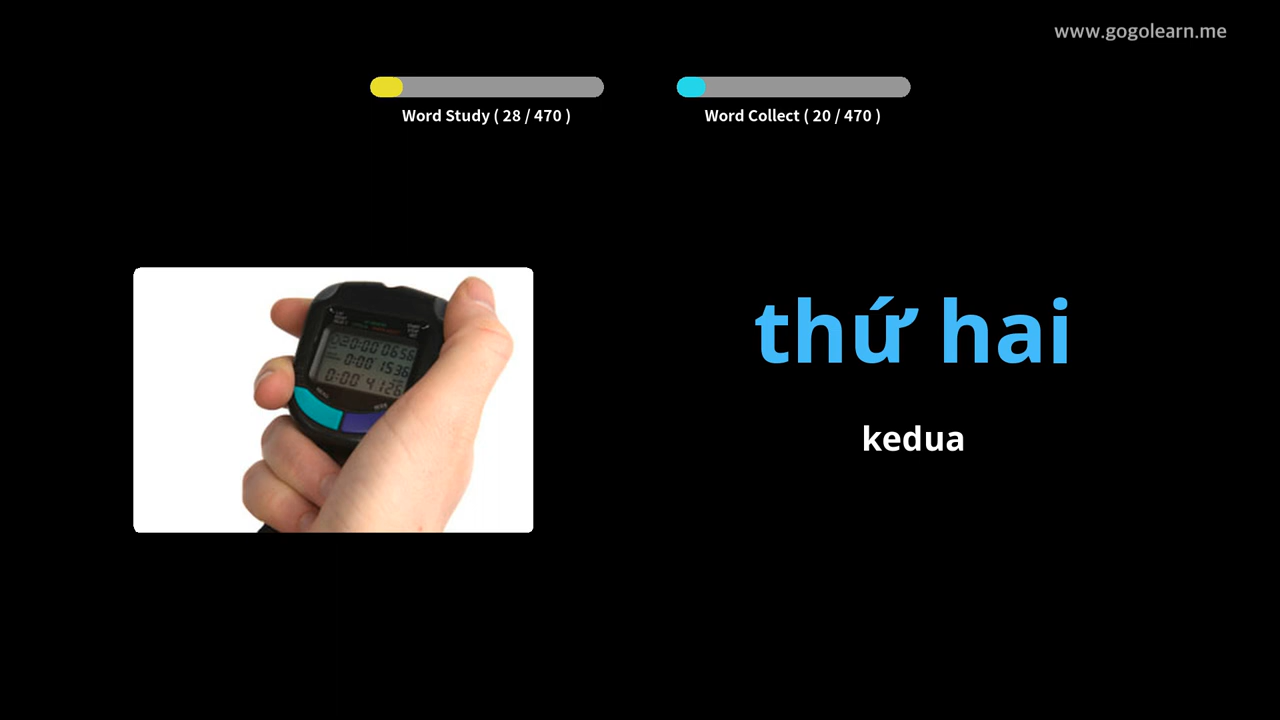 www.gogolearn.me
Word Study ( 28 / 470 )
Word Collect ( 20 / 470 )
thứ hai
kedua